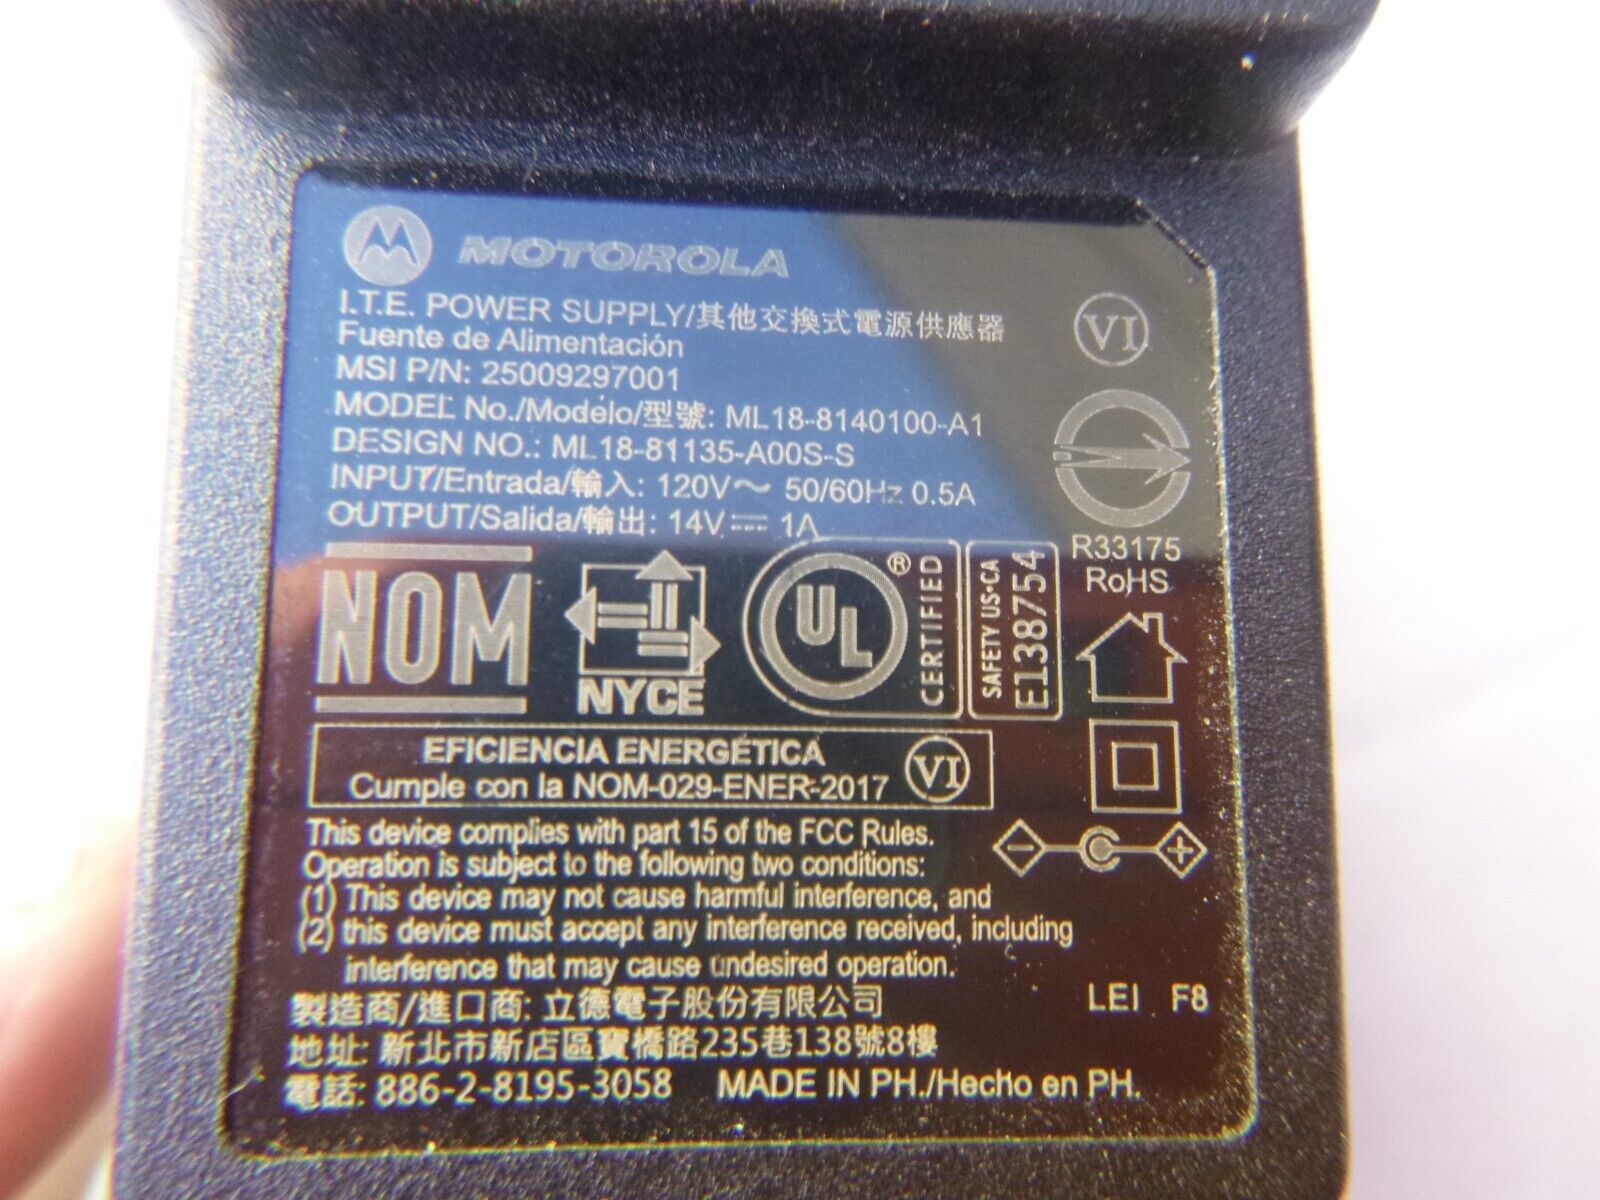 MOTOROLA
I.T.E. POWER SUPPLY/其他交換式電源供應器
Fuente de Alimentación
MSI P/N: 25009297001
MODEL No./Modelo/型號: ML18-8140100-A1
DESIGN NO.: ML18-81135-A00S-S
INPUT/Entrada/輸入: 120V～ 50/60Hz 0.5A
OUTPUT/Salida/輸出: 14V⎓ 1A
VI
R33175
RoHS
NOM
NYCE
UL®
CERTIFIED
SAFETY US·CA
E138754
EFICIENCIA ENERGÉTICA
Cumple con la NOM-029-ENER-2017
VI
This device complies with part 15 of the FCC Rules.
Operation is subject to the following two conditions:
(1) This device may not cause harmful interference, and
(2) this device must accept any interference received, including
interference that may cause undesired operation.
製造商/進口商: 立德電子股份有限公司
LEI F8
地址: 新北市新店區寶橋路235巷138號8樓
電話: 886-2-8195-3058 MADE IN PH./Hecho en PH.